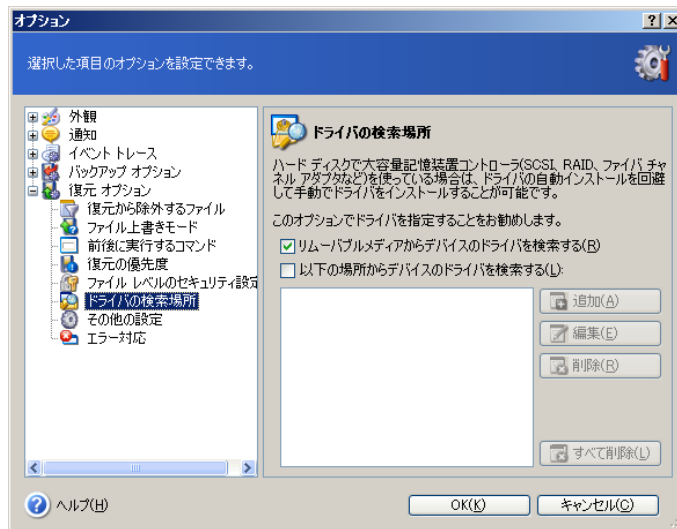 オプション
選択した項目のオプションを設定できます。
外観
通知
イベント トレース
バックアップ オプション
復元 オプション
復元から除外するファイル
ファイル上書きモード
前後に実行するコマンド
復元の優先度
ファイル レベルのセキュリティ設定
ドライバの検索場所
その他の設定
エラー対応
ドライバの検索場所
ハード ディスクで大容量記憶装置コントローラ(SCSI、RAID、ファイバ チャ
ネル アダプタなど)を使っている場合は、ドライバの自動インストールを回避
して手動でドライバをインストールすることが可能です。
このオプションでドライバを指定することをお勧めします。
リムーバブルメディアからデバイスのドライバを検索する(R)
以下の場所からデバイスのドライバを検索する(L):
追加(A)
編集(E)
削除(R)
すべて削除(L)
ヘルプ(H)
OK(K)
キャンセル(C)